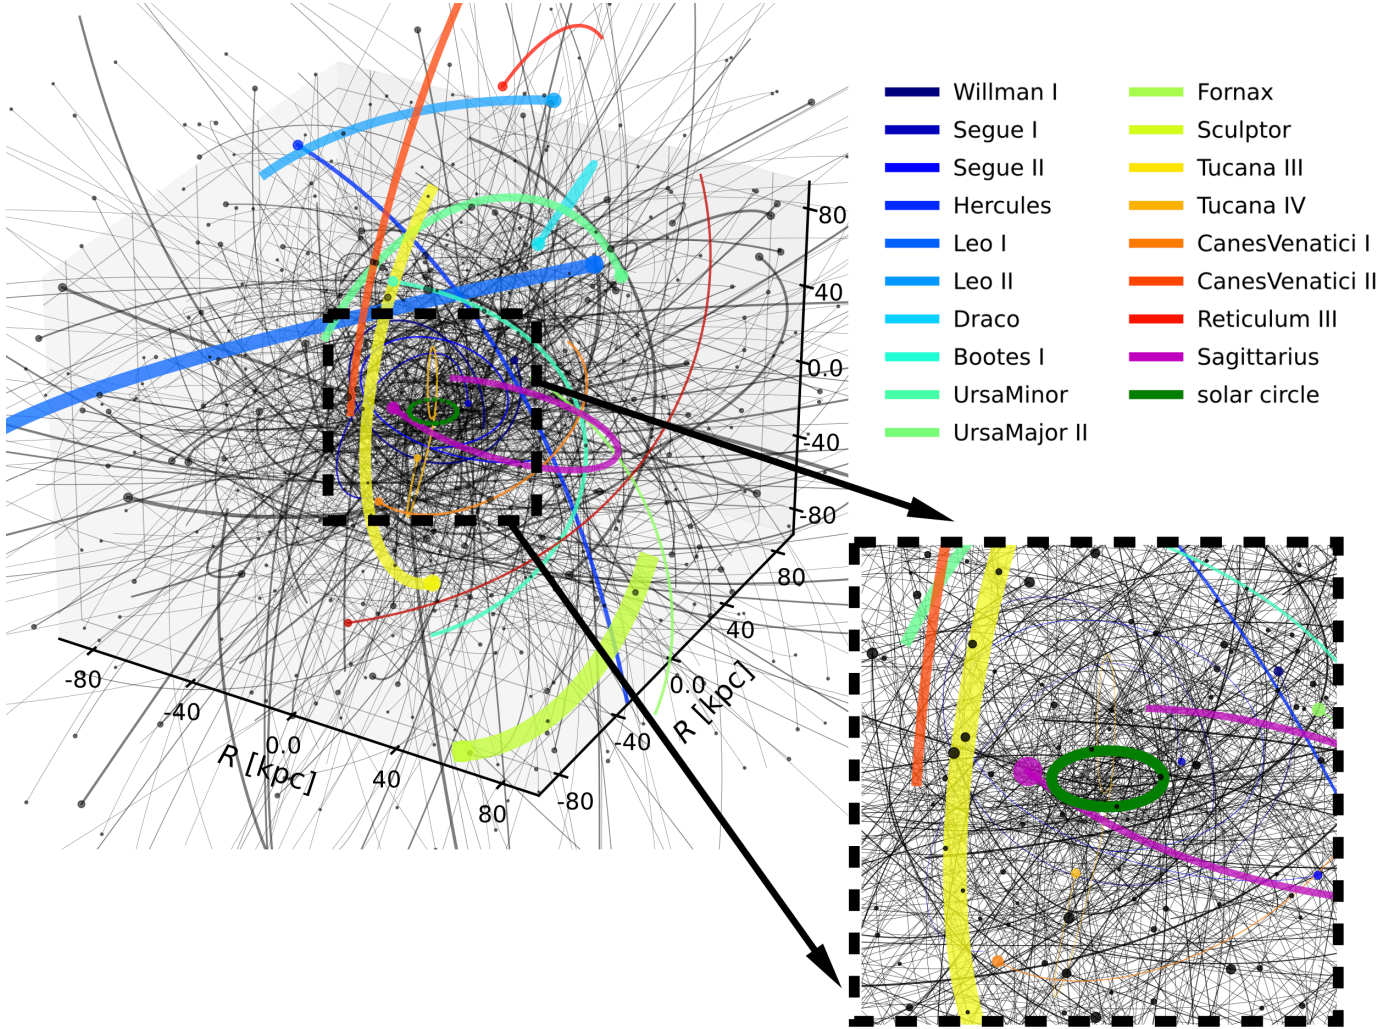 Willman I
Segue I
Segue II
Hercules
Leo I
Leo II
Draco
Bootes I
UrsaMinor
UrsaMajor II
Fornax
Sculptor
Tucana III
Tucana IV
CanesVenatici I
CanesVenatici II
Reticulum III
Sagittarius
solar circle
80
40
0.0
-40
-80
80
40
0.0
-40
-80
R [kpc]
-80
-40
0.0
40
80
R [kpc]